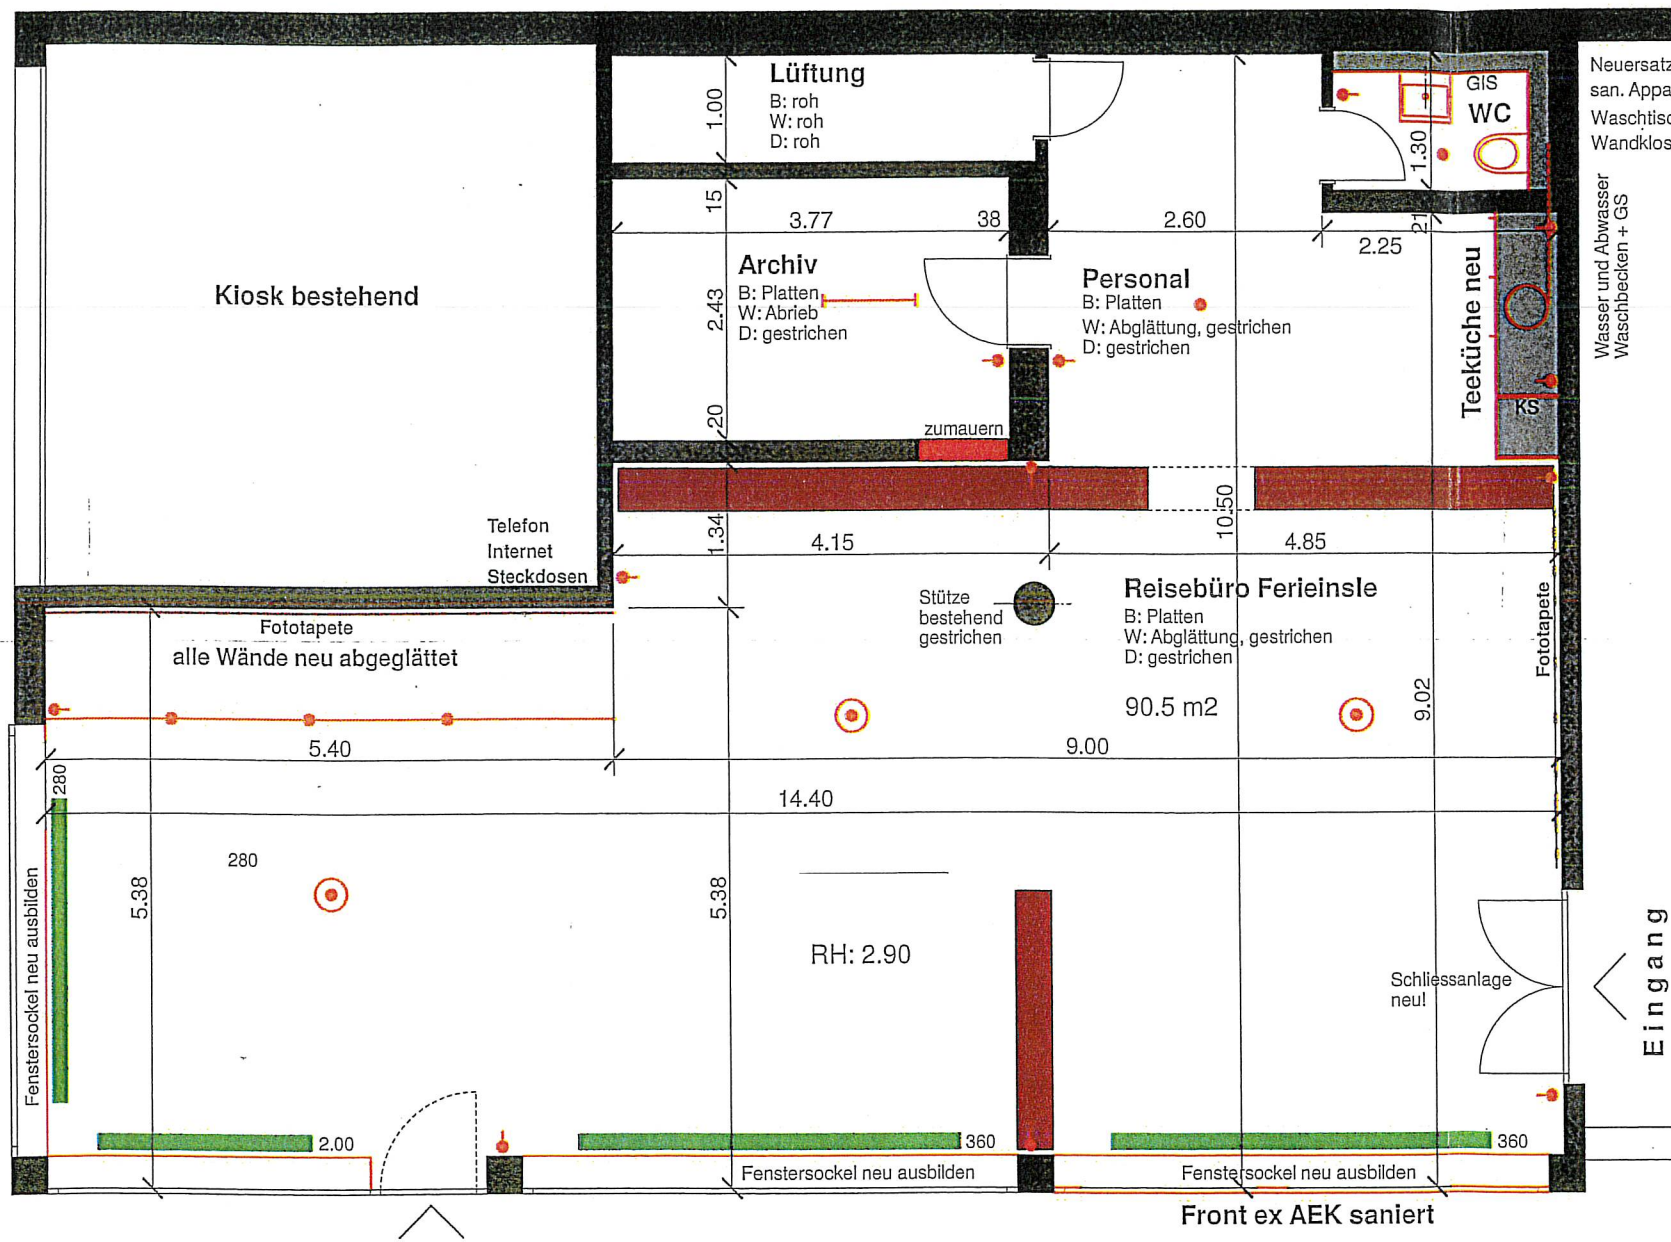 Lüftung
B: roh
W: roh
D: roh
1.00
GIS
WC
1.30
Neuersatz
san. Appa
Waschtisc
Wandklos
Wasser und Abwasser
Waschbecken + GS
15
3.77
38
2.60
21
2.25
Kiosk bestehend
Archiv
B: Platten
W: Abrieb
D: gestrichen
2.43
Personal
B: Platten
W: Abglättung, gestrichen
D: gestrichen
Teeküche neu
KS
20
zumauern
Telefon
Internet
Steckdosen
1.34
4.15
10.50
4.85
Stütze
bestehend
gestrichen
Reisebüro Ferieinsle
B: Platten
W: Abglättung, gestrichen
D: gestrichen
90.5 m2
Fototapete
Fototapete
alle Wände neu abgeglättet
9.02
5.40
9.00
280
14.40
280
5.38
5.38
RH: 2.90
Fenstersockel neu ausbilden
Schliessanlage
neu!
Eingang
2.00
360
360
Fenstersockel neu ausbilden
Fenstersockel neu ausbilden
Front ex AEK saniert